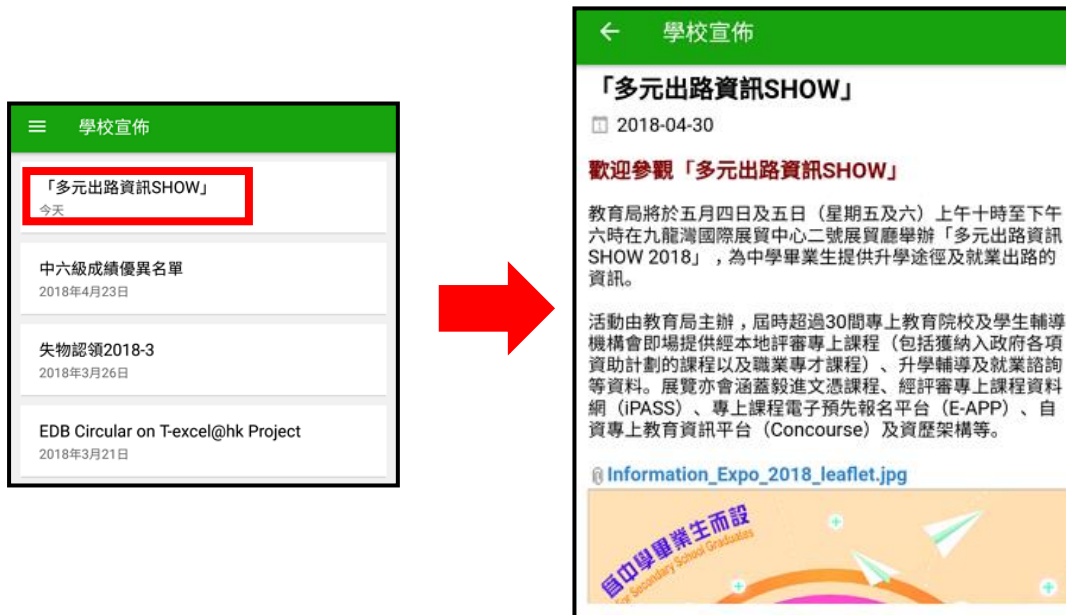 學校宣佈
「多元出路資訊SHOW」
今天
中六級成績優異名單
2018年4月23日
失物認領2018-3
2018年3月26日
EDB Circular on T-excel@hk Project
2018年3月21日
學校宣佈
「多元出路資訊SHOW」
2018-04-30
歡迎參觀「多元出路資訊SHOW」
教育局將於五月四日及五日（星期五及六）上午十時至下午
六時在九龍灣國際展貿中心二號展貿廳舉辦「多元出路資訊
SHOW 2018」，為中學畢業生提供升學途徑及就業出路的
資訊。
活動由教育局主辦，屆時超過30間專上教育院校及學生輔導
機構會即場提供經本地評審專上課程（包括獲納入政府各項
資助計劃的課程以及職業專才課程）、升學輔導及就業諮詢
等資料。展覽亦會涵蓋毅進文憑課程、經評審專上課程資料
網（iPASS）、專上課程電子預先報名平台（E-APP）、自
資專上教育資訊平台（Concourse）及資歷架構等。
Information_Expo_2018_leaflet.jpg
為中學畢業生而設
For Secondary School Graduates